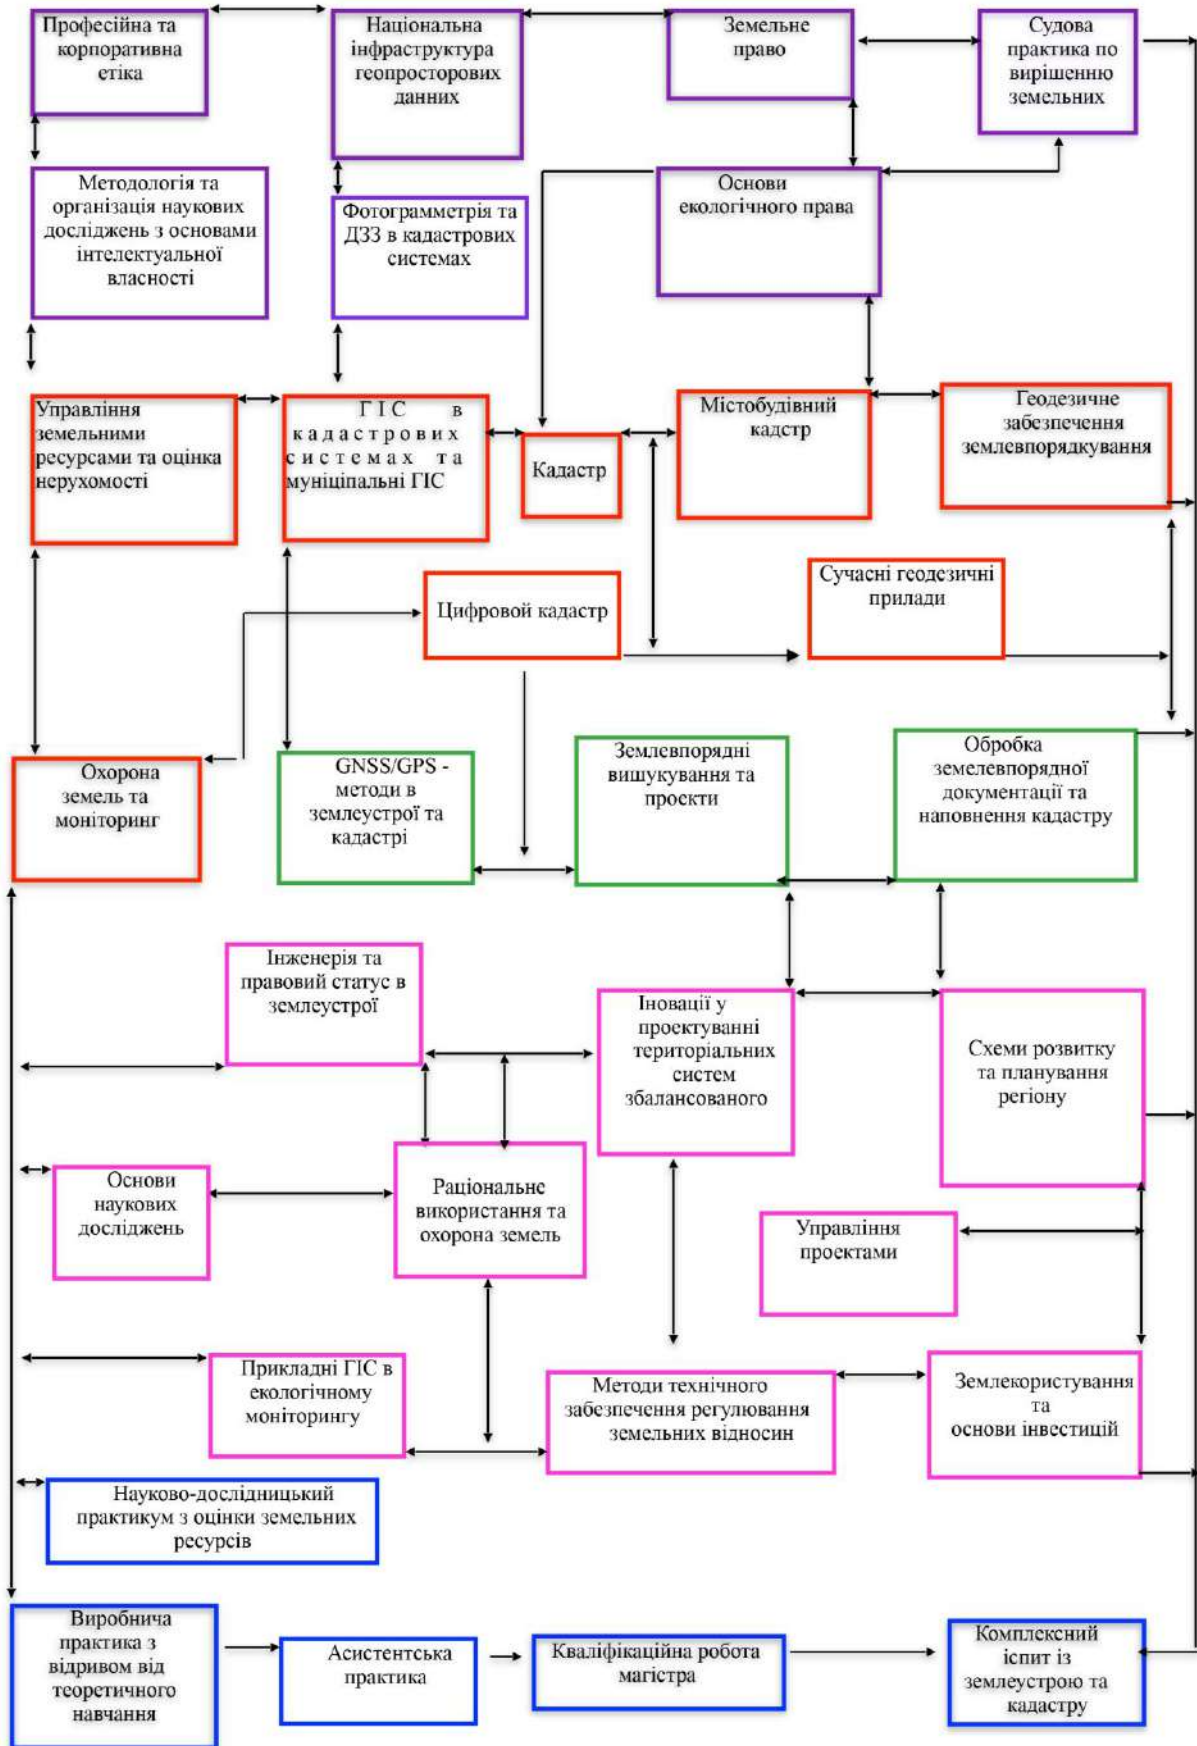 Професійна та
корпоративна
етіка
Національна
інфраструктура
геопросторових
данних
Земельне
право
Судова
практика по
вирішенню
земельних
Методологія та
організація наукових
досліджень з основами
інтелектуальної
власності
Фотограмметрія та
ДЗЗ в кадастрових
системах
Основи
екологічного права
Управління
земельними
ресурсами та оцінка
нерухомості
ГІС в
кадастрових
системах та
муніціпальні ГІС
Кадастр
Містобудівний
кадстр
Геодезичне
забезпечення
землевпорядкування
Цифровой кадастр
Сучасні геодезичні
прилади
Охорона
земель та
моніторинг
GNSS/GPS -
методи в
землеустрої та
кадастрі
Землевпорядні
вишукування та
проекти
Обробка
землевпорядної
документації та
наповнення кадастру
Інженерія та
правовий статус в
землеустрої
Іновації у
проектуванні
територіальних
систем
збалансованого
Схеми розвитку
та планування
регіону
Основи
наукових
досліджень
Раціональне
використання та
охорона земель
Управління
проектами
Прикладні ГІС в
екологічному
моніторингу
Методи технічного
забезпечення регулювання
земельних відносин
Землекористування
та
основи інвестицій
Науково-дослідницький
практикум з оцінки земельних
ресурсів
Виробнича
практика з
відривом від
теоретичного
навчання
Асистентська
практика
Кваліфікаційна робота
магістра
Комплексний
іспит із
землеустрою та
кадастру